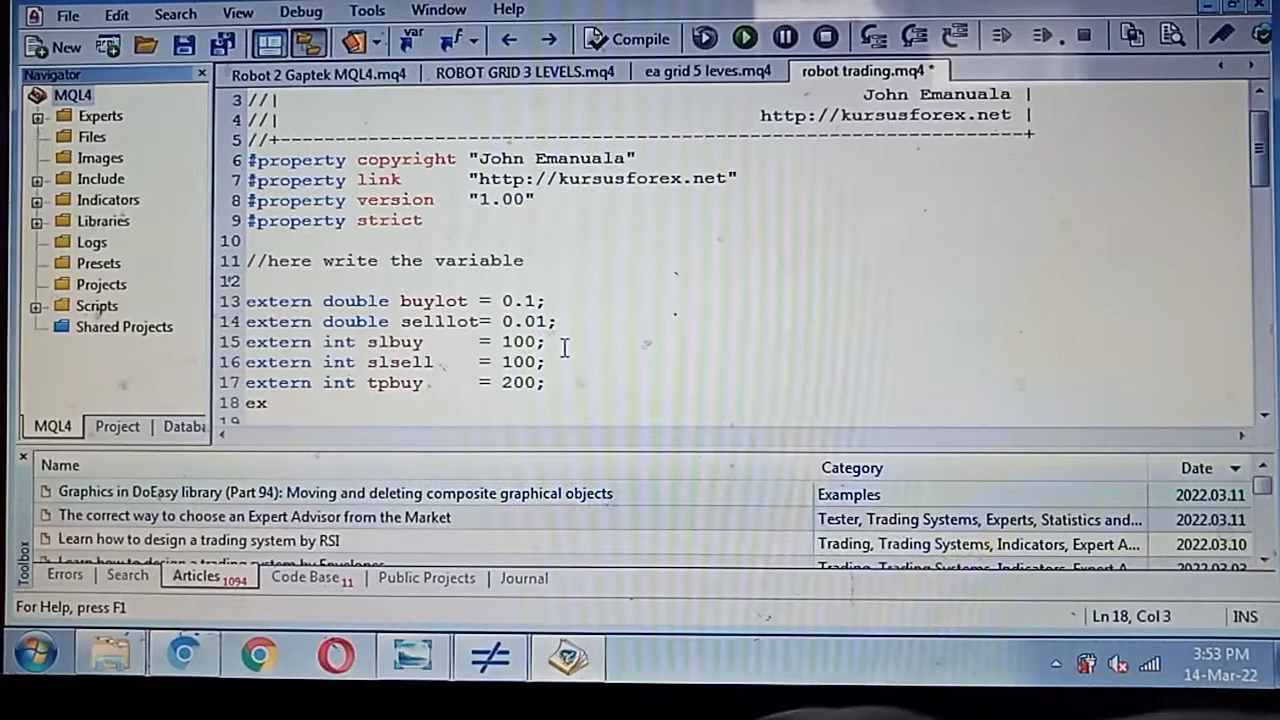 File Edit Search View Debug Tools Window Help
New var f Compile
Navigator ×
MQL4
Experts
Files
Images
Include
Indicators
Libraries
Logs
Presets
Projects
Scripts
Shared Projects
MQL4 Project Databa
Robot 2 Gaptek MQL4.mq4 ROBOT GRID 3 LEVELS.mq4 ea grid 5 leves.mq4 robot trading.mq4 *
3 //| John Emanuala |
4 //| http://kursusforex.net |
5 //+------------------------------------------------------------------+
6 #property copyright "John Emanuala"
7 #property link "http://kursusforex.net"
8 #property version "1.00"
9 #property strict
10
11 //here write the variable
12
13 extern double buylot = 0.1;
14 extern double selllot= 0.01;
15 extern int slbuy = 100;
16 extern int slsell = 100;
17 extern int tpbuy = 200;
18 ex
19
Name Category Date
Graphics in DoEasy library (Part 94): Moving and deleting composite graphical objects Examples 2022.03.11
The correct way to choose an Expert Advisor from the Market Tester, Trading Systems, Experts, Statistics and... 2022.03.11
Learn how to design a trading system by RSI Trading, Trading Systems, Indicators, Expert A... 2022.03.10
Toolbox
Errors Search Articles 1094 Code Base 11 Public Projects Journal
For Help, press F1 Ln 18, Col 3 INS
3:53 PM
14-Mar-22